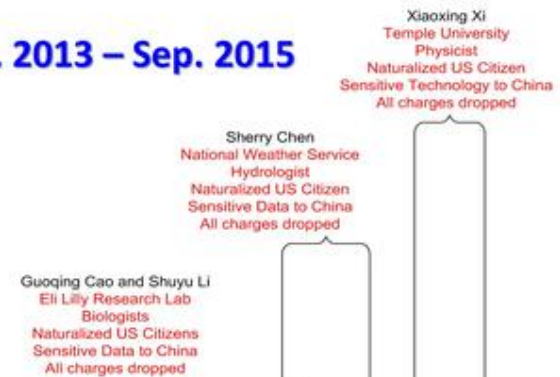 . 2013 – Sep. 2015
Xiaoxing Xi
Temple University
Physicist
Naturalized US Citizen
Sensitive Technology to China
All charges dropped
Sherry Chen
National Weather Service
Hydrologist
Naturalized US Citizen
Sensitive Data to China
All charges dropped
Guoqing Cao and Shuyu Li
Eli Lilly Research Lab
Biologists
Naturalized US Citizens
Sensitive Data to China
All charges dropped